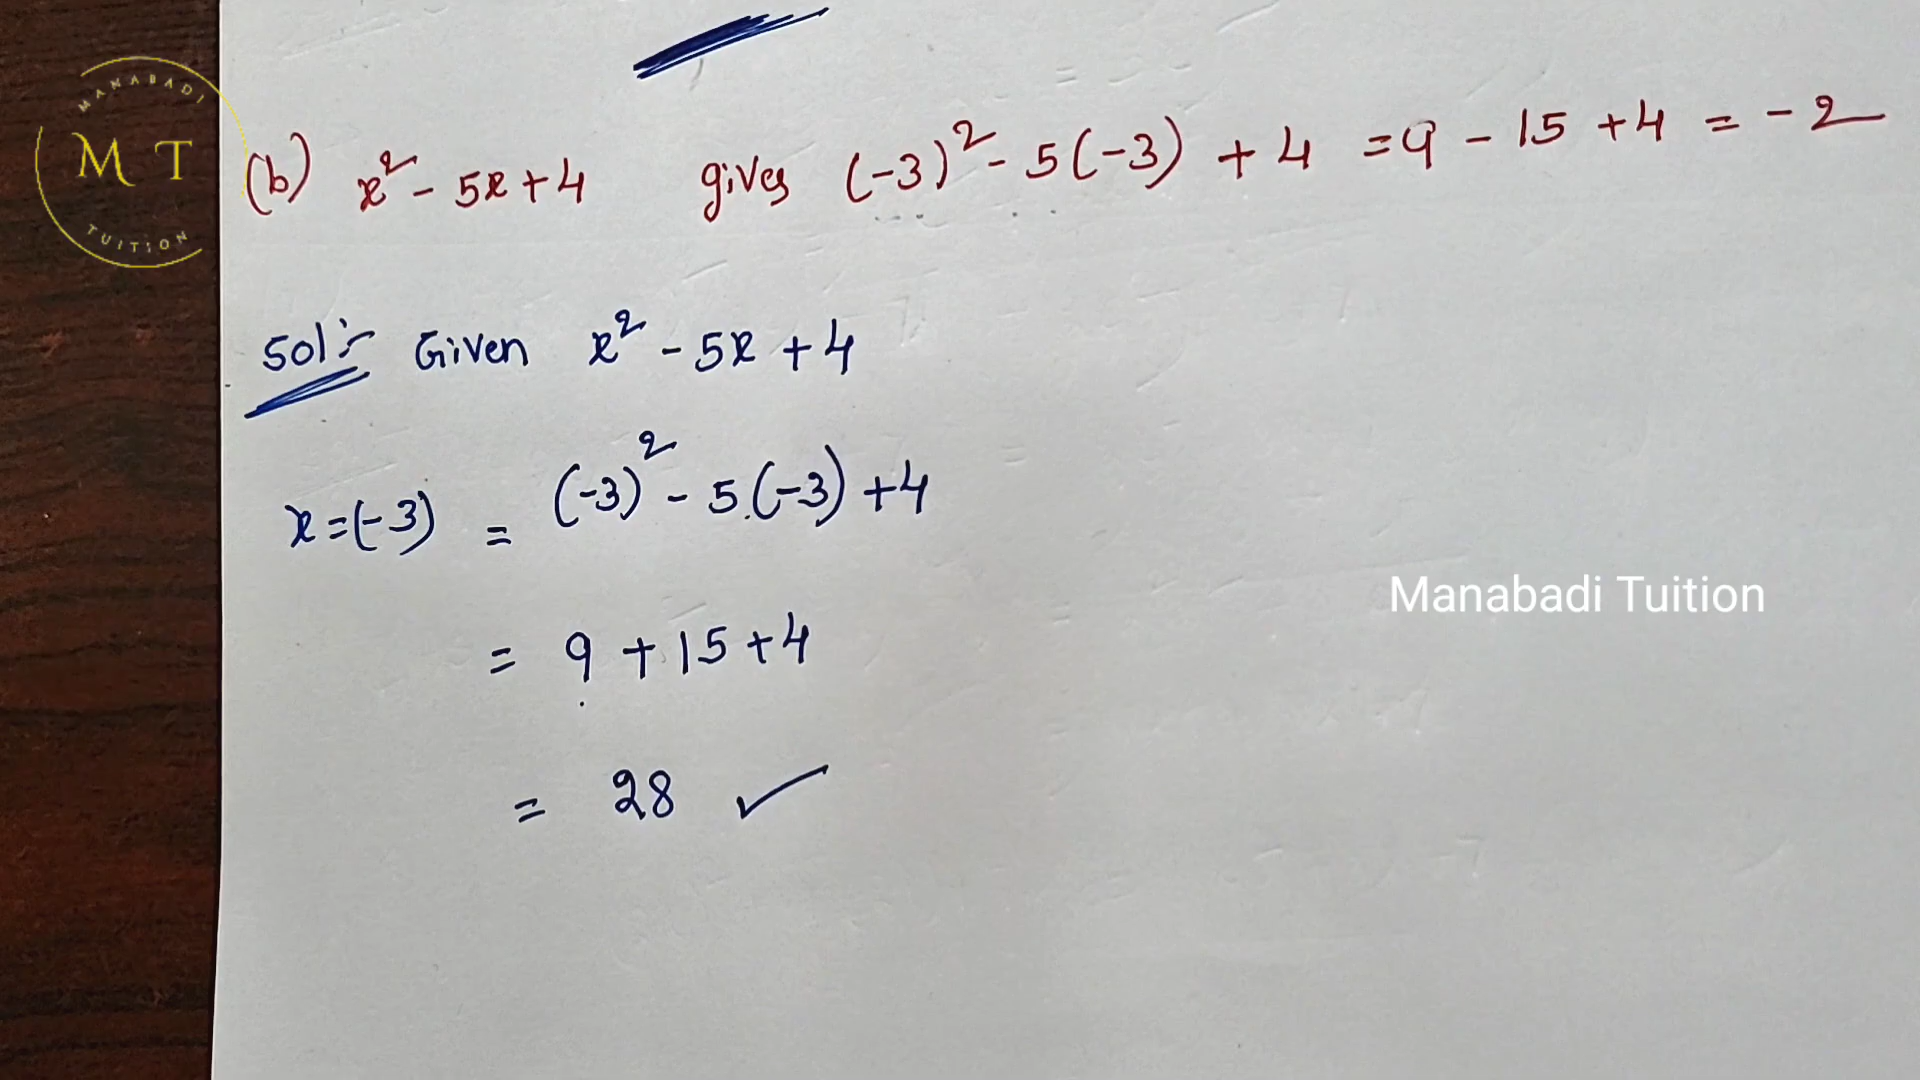 MANABADI
MT
TUITION
(b) x² - 5x + 4 gives (-3)² - 5(-3) + 4 = 9 - 15 + 4 = -2
Sol:- Given x² - 5x + 4
x = (-3) = (-3)² - 5.(-3) + 4
= 9 + 15 + 4
Manabadi Tuition
= 28 ✓